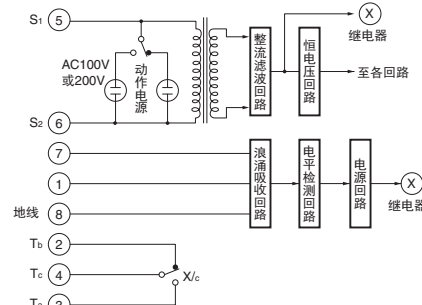 S1 5
S2 6
AC100V
或200V
动作电源
整流滤波回路
恒电压回路
X
继电器
至各回路
7
1
地线 8
浪涌吸收回路
电平检测回路
电源回路
X
继电器
Tb 2
Tc 4
X/c
Ta 3